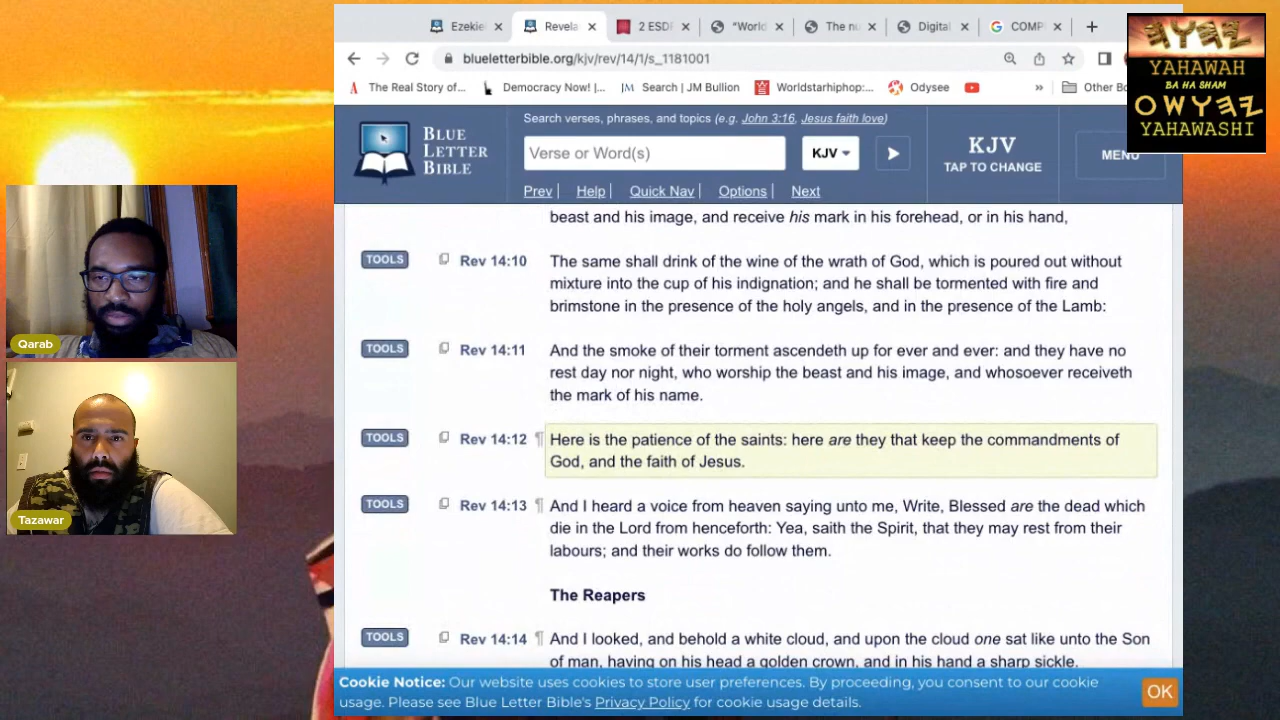 Ezekie
Revela
2 ESDI
"World
The nu
Digital
COMP
blueletterbible.org/kjv/rev/14/1/s_1181001
The Real Story of...
Democracy Now! |...
JM Search | JM Bullion
Worldstarhiphop:...
Odysee
» Other Bo
BLUE
LETTER
BIBLE
Search verses, phrases, and topics (e.g. John 3:16, Jesus faith love)
Verse or Word(s)
KJV
KJV
TAP TO CHANGE
MENU
Prev | Help | Quick Nav | Options | Next
YAHAWAH
BA HA SHAM
YAHAWASHI
beast and his image, and receive his mark in his forehead, or in his hand,
TOOLS Rev 14:10 The same shall drink of the wine of the wrath of God, which is poured out without
mixture into the cup of his indignation; and he shall be tormented with fire and
brimstone in the presence of the holy angels, and in the presence of the Lamb:
TOOLS Rev 14:11 And the smoke of their torment ascendeth up for ever and ever: and they have no
rest day nor night, who worship the beast and his image, and whosoever receiveth
the mark of his name.
TOOLS Rev 14:12 ¶ Here is the patience of the saints: here are they that keep the commandments of
God, and the faith of Jesus.
TOOLS Rev 14:13 ¶ And I heard a voice from heaven saying unto me, Write, Blessed are the dead which
die in the Lord from henceforth: Yea, saith the Spirit, that they may rest from their
labours; and their works do follow them.
The Reapers
TOOLS Rev 14:14 ¶ And I looked, and behold a white cloud, and upon the cloud one sat like unto the Son
of man, having on his head a golden crown, and in his hand a sharp sickle.
Cookie Notice: Our website uses cookies to store user preferences. By proceeding, you consent to our cookie
usage. Please see Blue Letter Bible's Privacy Policy for cookie usage details.
OK
Qarab
Tazawar